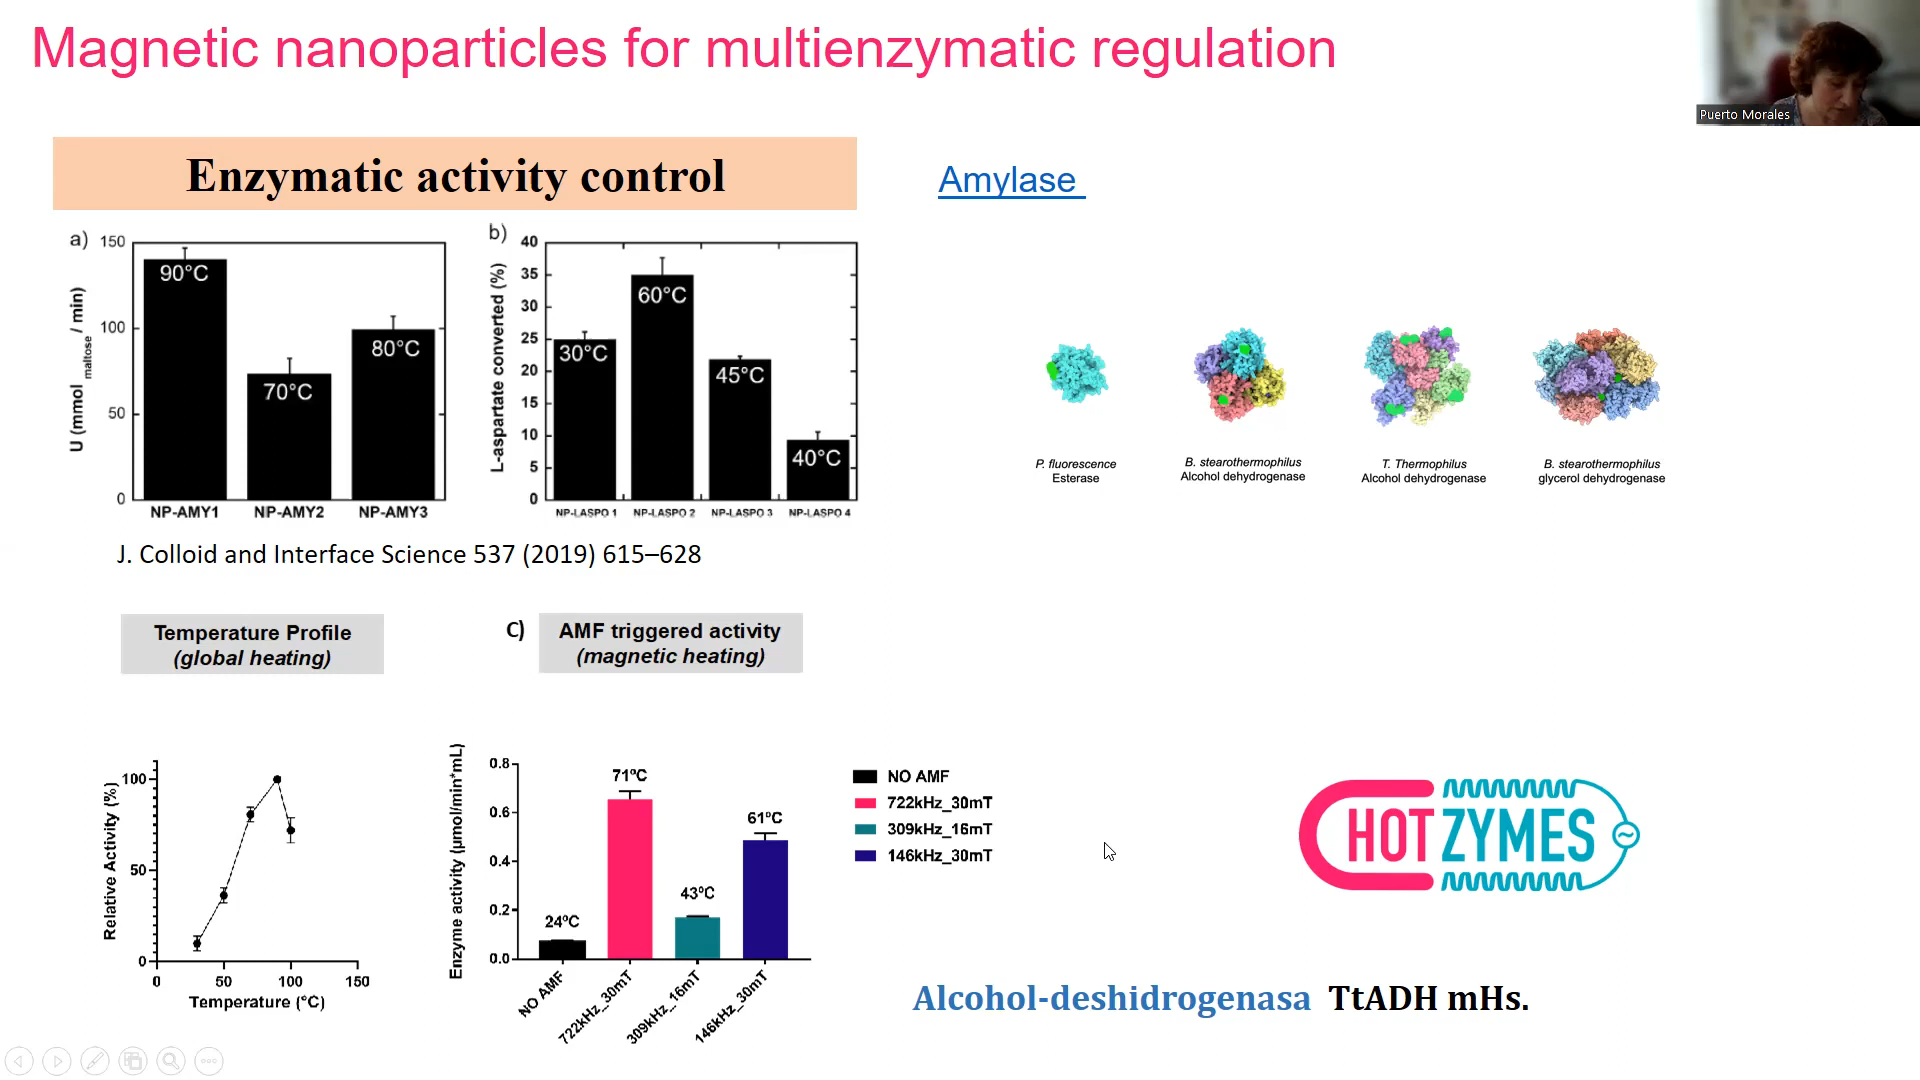 Magnetic nanoparticles for multienzymatic regulation
Puerto Morales
Enzymatic activity control
Amylase
a)
150
100
50
0
U (mmol maltose / min)
90°C
70°C
80°C
NP-AMY1 NP-AMY2 NP-AMY3
b)
40
35
30
25
20
15
10
5
0
L-aspartate converted (%)
30°C
60°C
45°C
40°C
NP-LASPO 1 NP-LASPO 2 NP-LASPO 3 NP-LASPO 4
J. Colloid and Interface Science 537 (2019) 615–628
P. fluorescence
Esterase
B. stearothermophilus
Alcohol dehydrogenase
T. Thermophilus
Alcohol dehydrogenase
B. stearothermophilus
glycerol dehydrogenase
Temperature Profile
(global heating)
C)
AMF triggered activity
(magnetic heating)
Relative Activity (%)
100
50
0
0 50 100 150
Temperature (°C)
Enzyme activity (µmol/min*mL)
0.8
0.6
0.4
0.2
0.0
24ºC
71ºC
43ºC
61ºC
NO AMF
722kHz_30mT
309kHz_16mT
146kHz_30mT
NO AMF
722kHz_30mT
309kHz_16mT
146kHz_30mT
HOTZYMES
Alcohol-deshidrogenasa TtADH mHs.